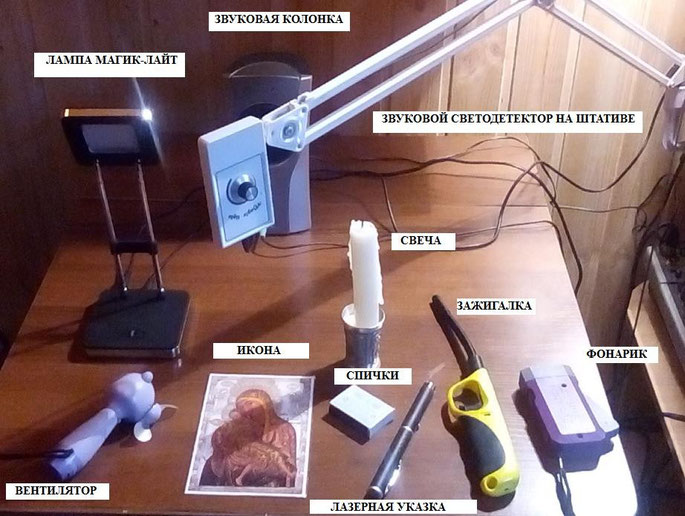 ЗВУКОВАЯ КОЛОНКА
ЛАМПА МАГИК-ЛАЙТ
ЗВУКОВОЙ СВЕТОДЕТЕКТОР НА ШТАТИВЕ
СВЕЧА
ЗАЖИГАЛКА
ИКОНА
ФОНАРИК
СПИЧКИ
ВЕНТИЛЯТОР
ЛАЗЕРНАЯ УКАЗКА